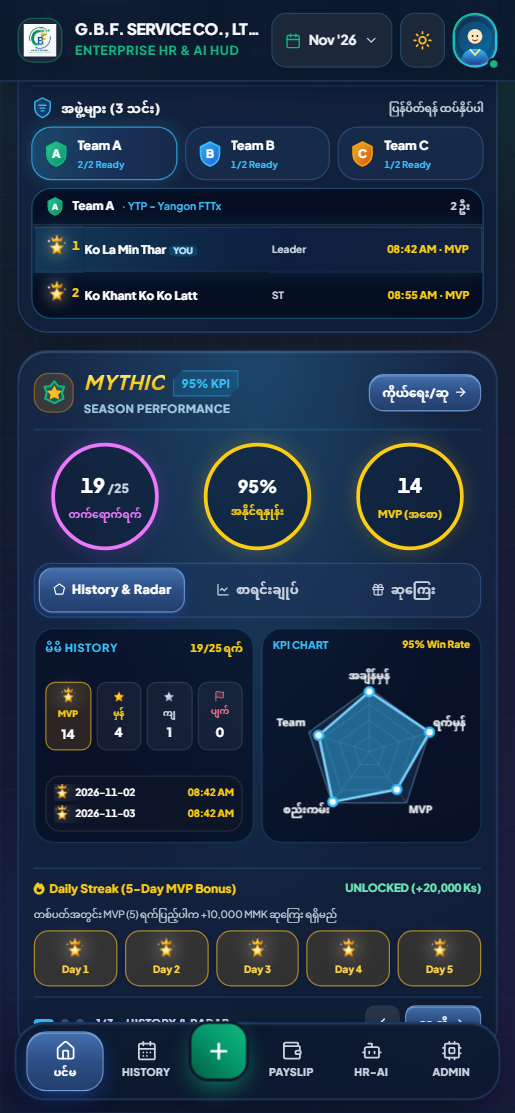 G.B.F. SERVICE CO., LT...
ENTERPRISE HR & AI HUD
Nov '26
အဖွဲ့များ (3 သင်း)
ပြန်ပိတ်ရန် ထပ်နှိပ်ပါ
A Team A 2/2 Ready
B Team B 1/2 Ready
C Team C 1/2 Ready
A Team A · YTP - Yangon FTTx 2 ဦး
1 Ko La Min Thar YOU Leader 08:42 AM · MVP
2 Ko Khant Ko Ko Latt ST 08:55 AM · MVP
MYTHIC 95% KPI
SEASON PERFORMANCE
ကိုယ်ရေး/ဆု →
19 /25
တက်ရောက်ရက်
95%
အနိုင်ရနှုန်း
14
MVP (အစော)
History & Radar
စာရင်းချုပ်
ဆုကြေး
မိမိ HISTORY 19/25 ရက်
MVP 14
မှန် 4
ကျ 1
ပျက် 0
2026-11-02 08:42 AM
2026-11-03 08:42 AM
KPI CHART 95% Win Rate
အချိန်မှန်
ရက်မှန်
MVP
စည်းကမ်း
Team
Daily Streak (5-Day MVP Bonus) UNLOCKED (+20,000 Ks)
တစ်ပတ်အတွင်း MVP (5) ရက်ပြည့်ပါက +10,000 MMK ဆုကြေး ရရှိမည်
Day 1
Day 2
Day 3
Day 4
Day 5
1/3 · HISTORY & RADAR
ပင်မ
HISTORY
PAYSLIP
HR-AI
ADMIN